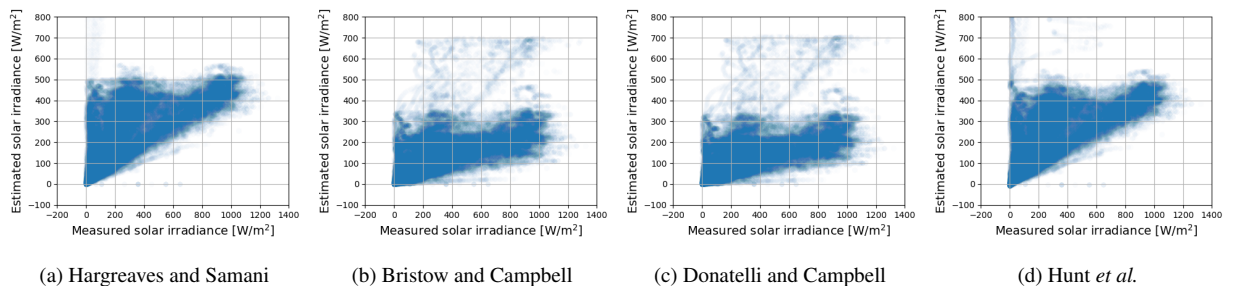 800
700
600
500
400
300
200
100
0
−100
−200 0 200 400 600 800 1000 1200 1400
Estimated solar irradiance [W/m²]
Measured solar irradiance [W/m²]
(a) Hargreaves and Samani
800
700
600
500
400
300
200
100
0
−100
−200 0 200 400 600 800 1000 1200 1400
Estimated solar irradiance [W/m²]
Measured solar irradiance [W/m²]
(b) Bristow and Campbell
800
700
600
500
400
300
200
100
0
−100
−200 0 200 400 600 800 1000 1200 1400
Estimated solar irradiance [W/m²]
Measured solar irradiance [W/m²]
(c) Donatelli and Campbell
800
700
600
500
400
300
200
100
0
−100
−200 0 200 400 600 800 1000 1200 1400
Estimated solar irradiance [W/m²]
Measured solar irradiance [W/m²]
(d) Hunt et al.